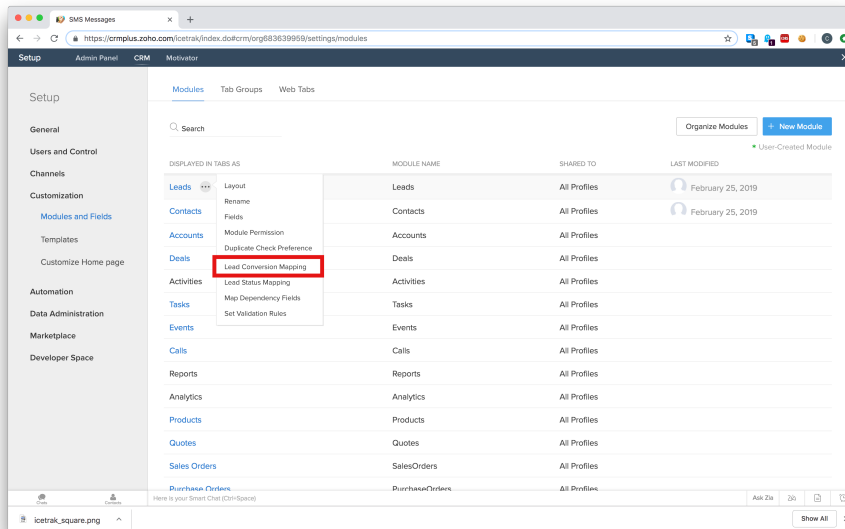 SMS Messages
https://crmplus.zoho.com/icetrak/index.do#crm/org683639959/settings/modules
Setup Admin Panel CRM Motivator
Setup
General
Users and Control
Channels
Customization
Modules and Fields
Templates
Customize Home page
Automation
Data Administration
Marketplace
Developer Space
Modules Tab Groups Web Tabs
Search
Organize Modules + New Module
* User-Created Module
DISPLAYED IN TABS AS MODULE NAME SHARED TO LAST MODIFIED
Leads ... Leads All Profiles February 25, 2019
Layout
Rename
Fields
Module Permission
Duplicate Check Preference
Lead Conversion Mapping
Lead Status Mapping
Map Dependency Fields
Set Validation Rules
Contacts Contacts All Profiles February 25, 2019
Accounts Accounts All Profiles
Deals Deals All Profiles
Activities Activities All Profiles
Tasks Tasks All Profiles
Events Events All Profiles
Calls Calls All Profiles
Reports Reports All Profiles
Analytics Analytics All Profiles
Products Products All Profiles
Quotes Quotes All Profiles
Sales Orders SalesOrders All Profiles
Purchase Orders PurchaseOrders All Profiles
Chats Contacts Here is your Smart Chat (Ctrl+Space) Ask Zia
icetrak_square.png Show All